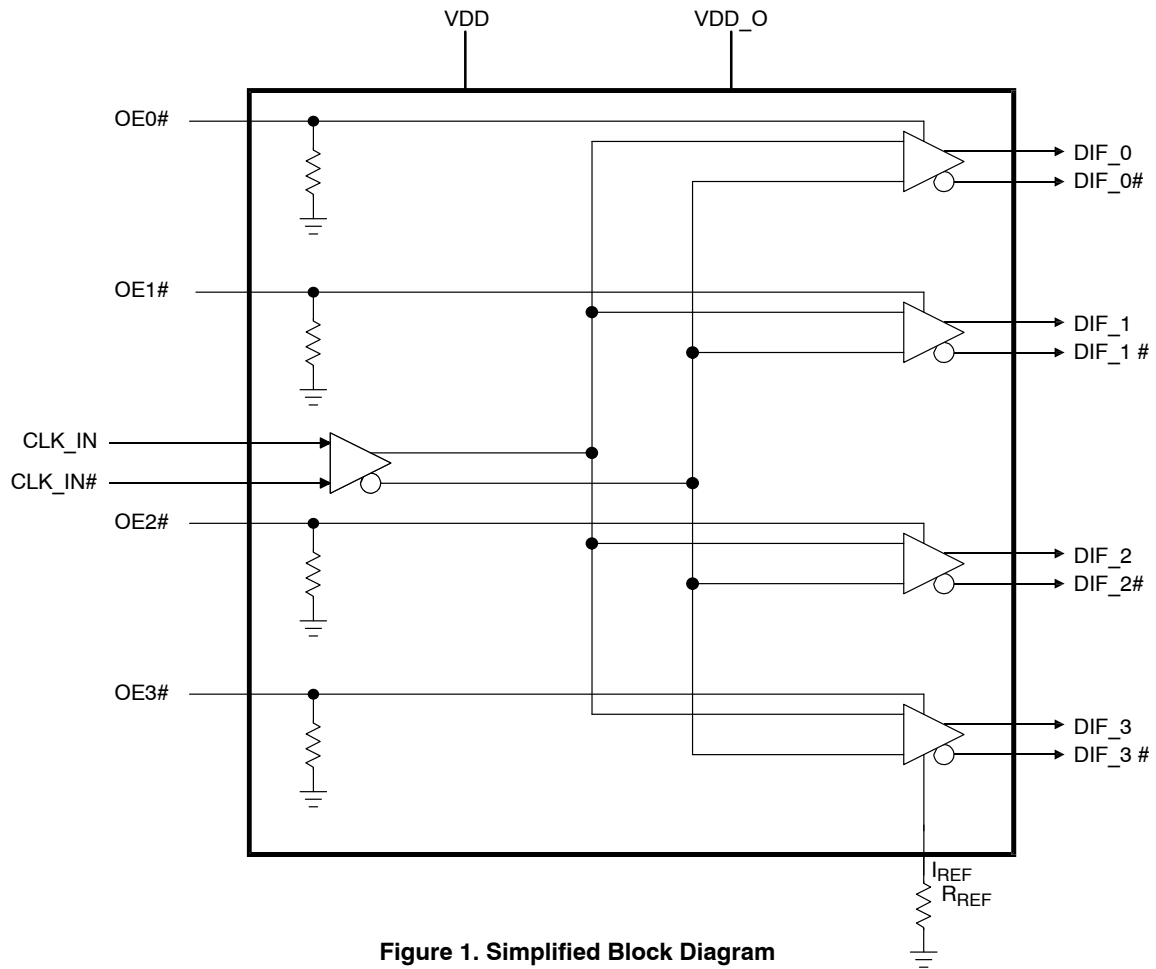 VDD
VDD_O
OE0#
DIF_0
DIF_0#
OE1#
DIF_1
DIF_1 #
CLK_IN
CLK_IN#
OE2#
DIF_2
DIF_2#
OE3#
DIF_3
DIF_3 #
IREF
RREF
Figure 1. Simplified Block Diagram